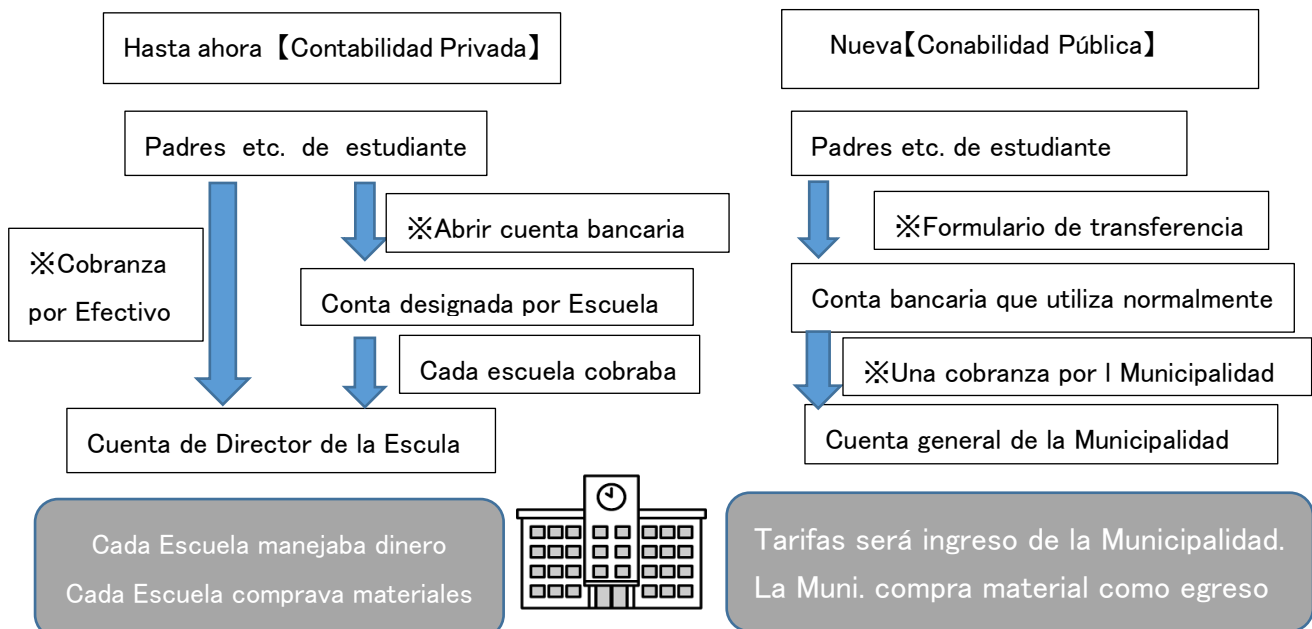 Hasta ahora 【Contabilidad Privada】
Padres etc. de estudiante
※Abrir cuenta bancaria
※Cobranza
por Efectivo
Conta designada por Escuela
Cada escuela cobraba
Cuenta de Director de la Escula
Cada Escuela manejaba dinero
Cada Escuela comprava materiales
Nueva【Conabilidad Pública】
Padres etc. de estudiante
※Formulario de transferencia
Conta bancaria que utiliza normalmente
※Una cobranza por l Municipalidad
Cuenta general de la Municipalidad
Tarifas será ingreso de la Municipalidad.
La Muni. compra material como egreso